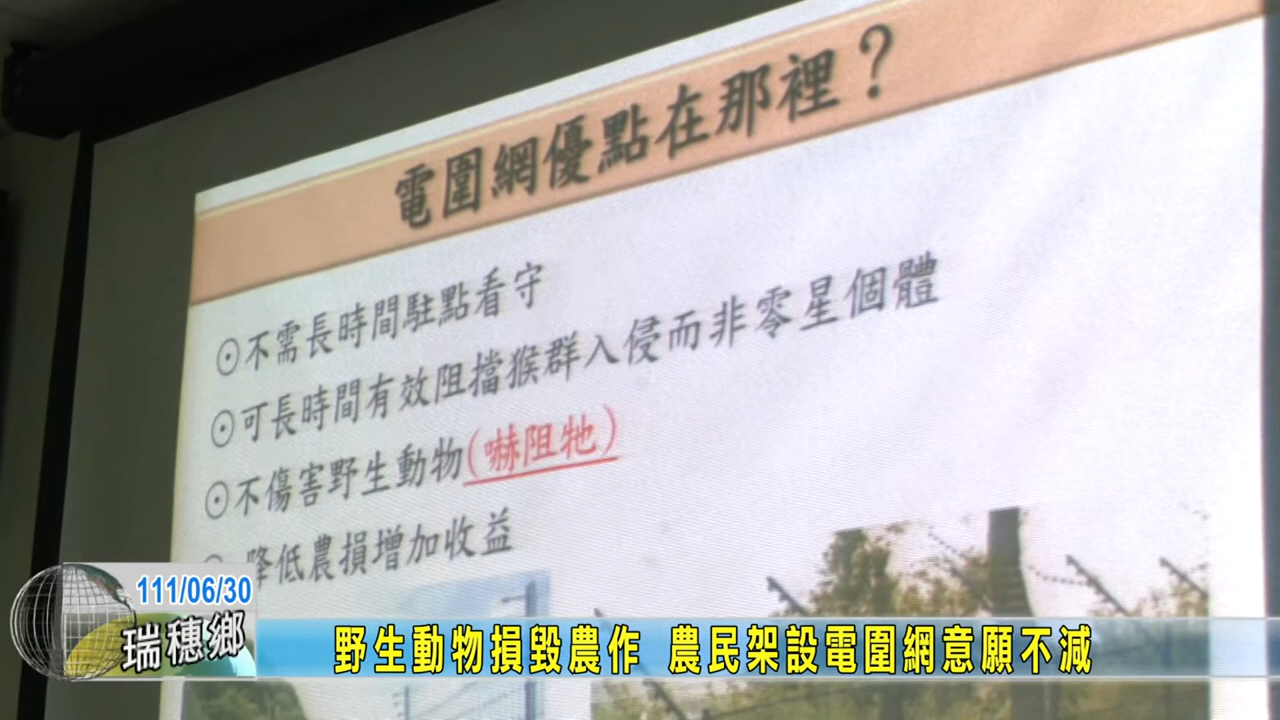 電圍網優點在那裡？
⊙不需長時間駐點看守
⊙可長時間有效阻擋猴群入侵而非零星個體
⊙不傷害野生動物(嚇阻牠)
降低農損增加收益
111/06/30
瑞穗鄉
野生動物損毀農作 農民架設電圍網意願不減